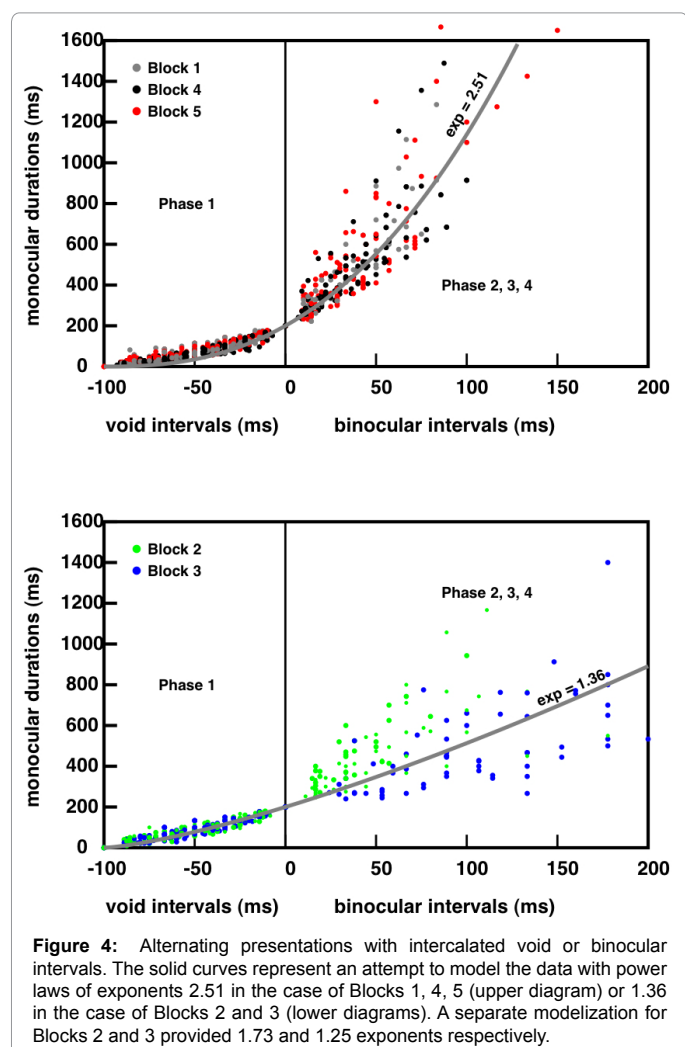 1600
1400
1200
1000
800
600
400
200
0
monocular durations (ms)
Block 1
Block 4
Block 5
Phase 1
exp = 2.51
Phase 2, 3, 4
-100 -50 0 50 100 150 200
void intervals (ms) binocular intervals (ms)
1600
1400
1200
1000
800
600
400
200
0
monocular durations (ms)
Block 2
Block 3
Phase 2, 3, 4
Phase 1
exp = 1.36
-100 -50 0 50 100 150 200
void intervals (ms) binocular intervals (ms)
Figure 4: Alternating presentations with intercalated void or binocular
intervals. The solid curves represent an attempt to model the data with power
laws of exponents 2.51 in the case of Blocks 1, 4, 5 (upper diagram) or 1.36
in the case of Blocks 2 and 3 (lower diagrams). A separate modelization for
Blocks 2 and 3 provided 1.73 and 1.25 exponents respectively.